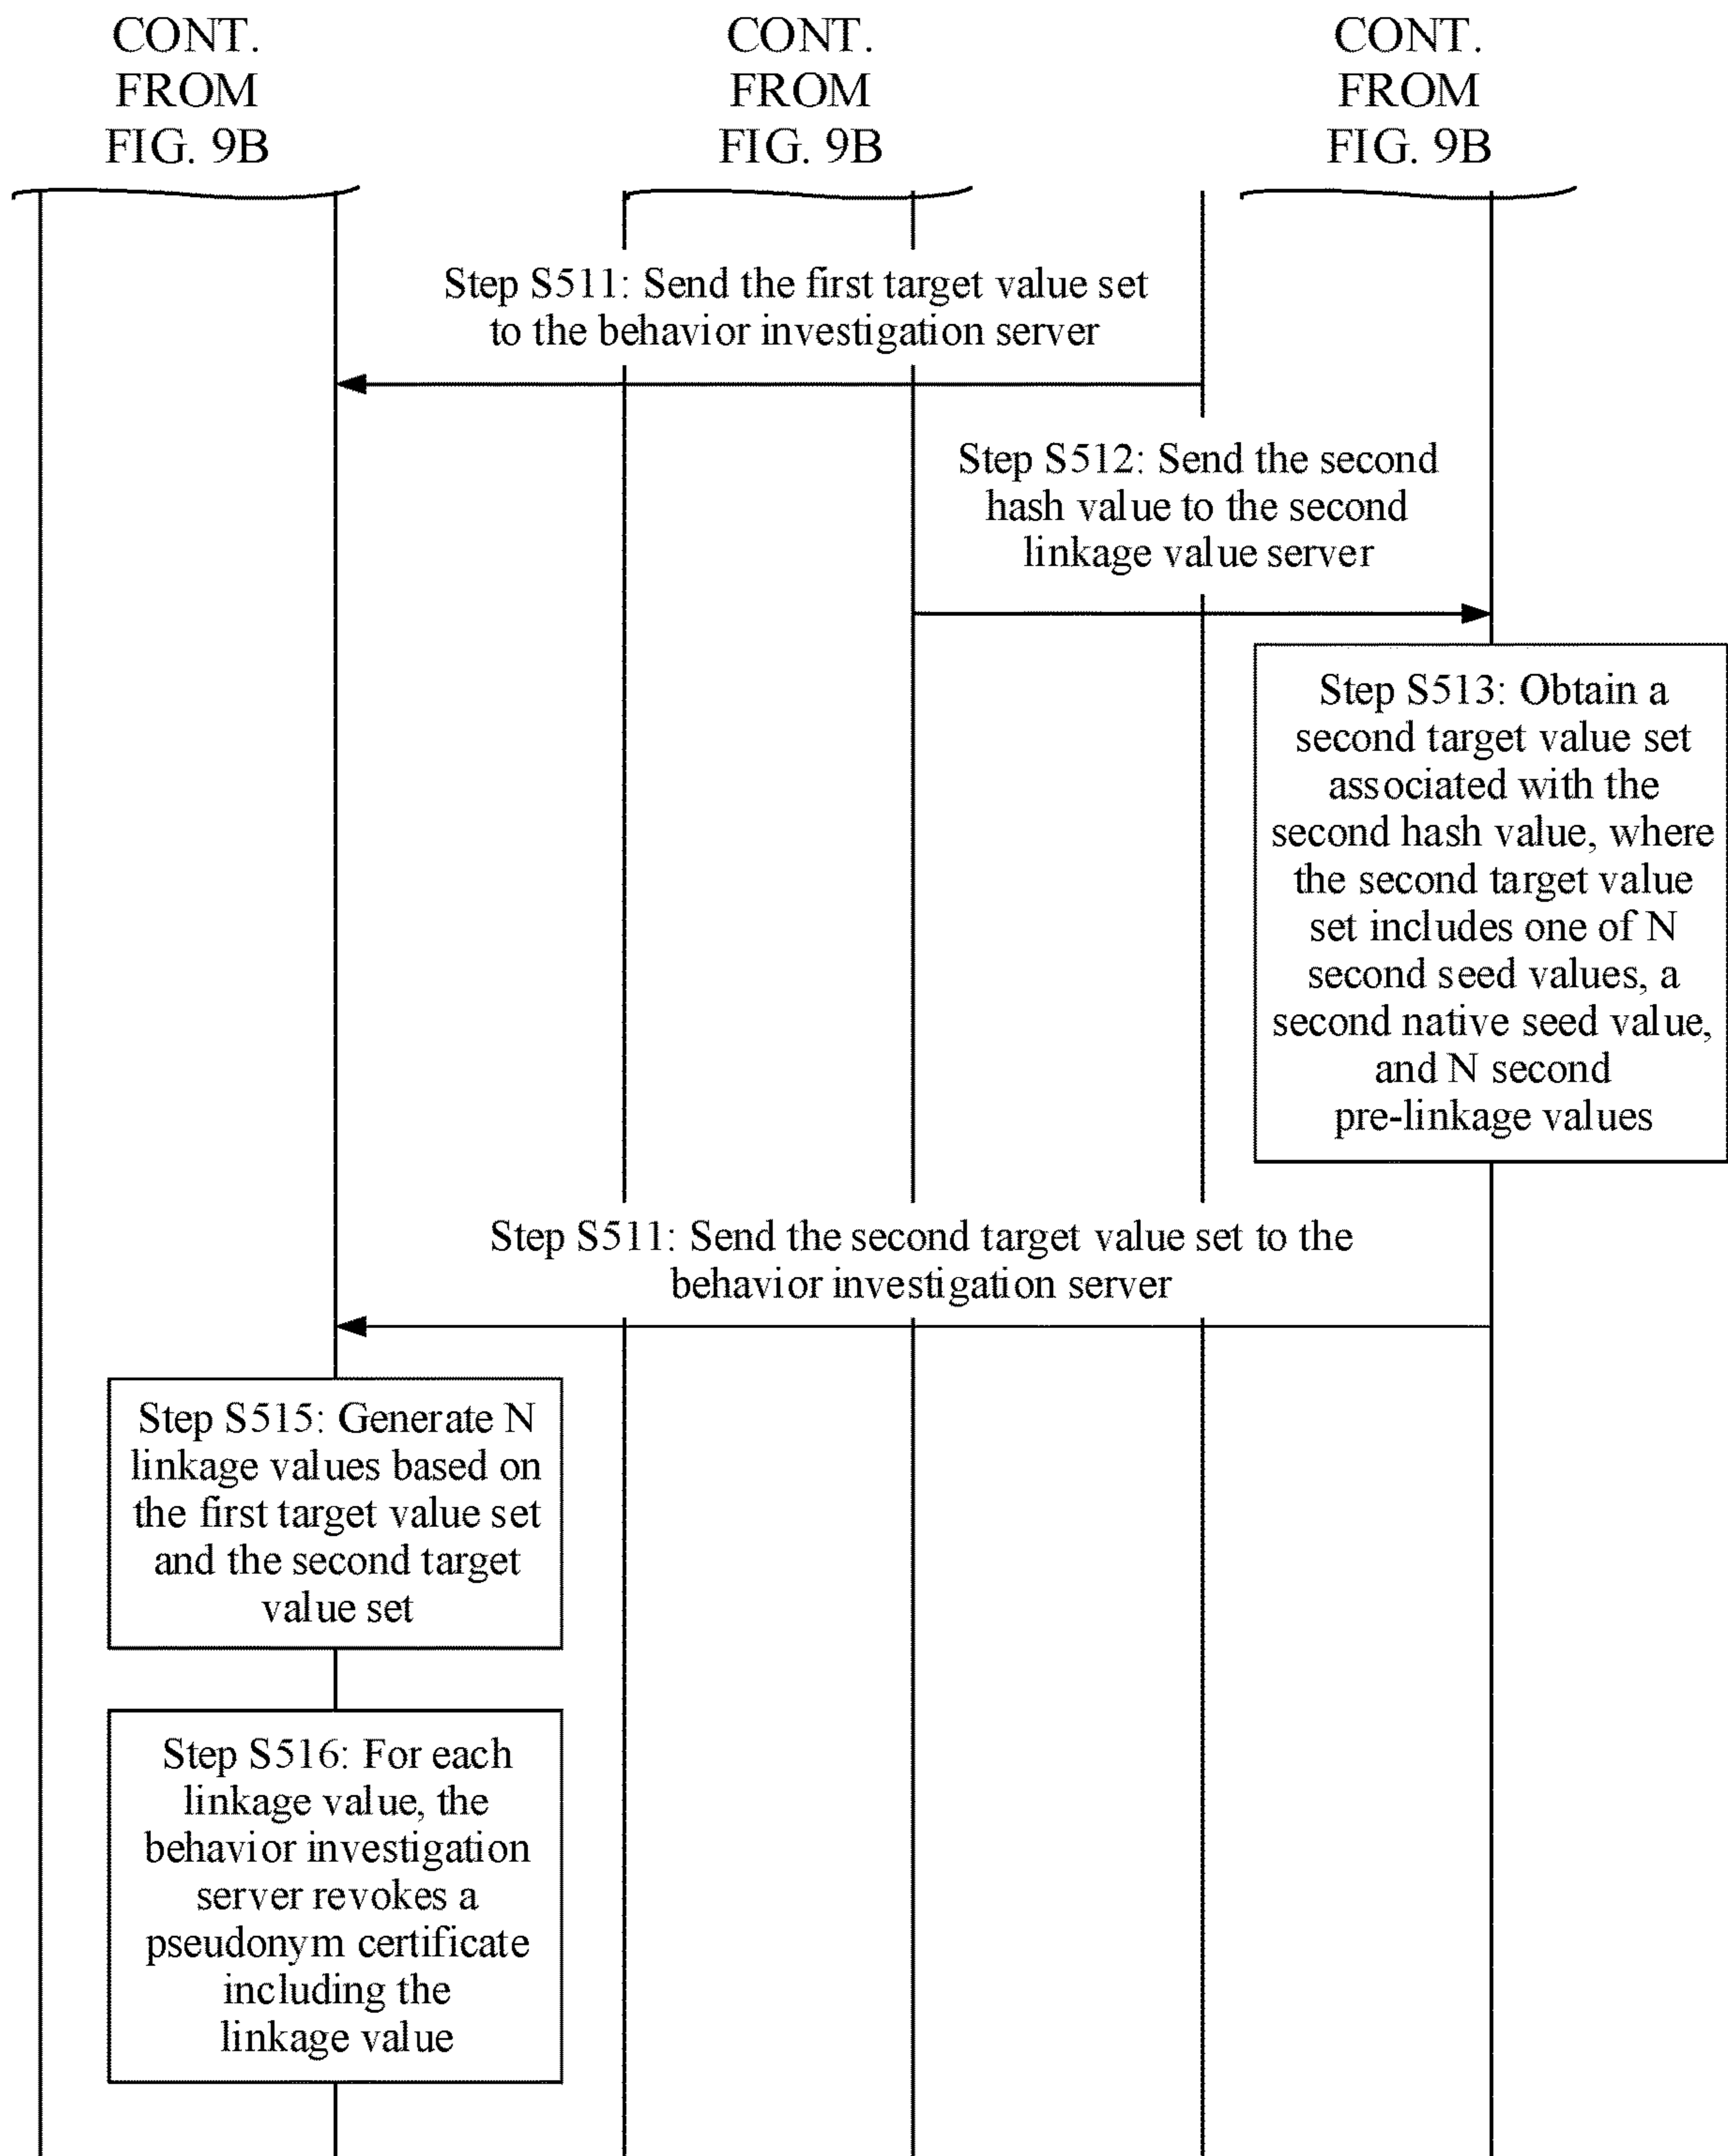 CONT.
FROM
FIG. 9B
CONT.
FROM
FIG. 9B
CONT.
FROM
FIG. 9B
Step S511: Send the first target value set
to the behavior investigation server
Step S512: Send the second
hash value to the second
linkage value server
Step S513: Obtain a
second target value set
associated with the
second hash value, where
the second target value
set includes one of N
second seed values, a
second native seed value,
and N second
pre-linkage values
Step S511: Send the second target value set to the
behavior investigation server
Step S515: Generate N
linkage values based on
the first target value set
and the second target
value set
Step S516: For each
linkage value, the
behavior investigation
server revokes a
pseudonym certificate
including the
linkage value